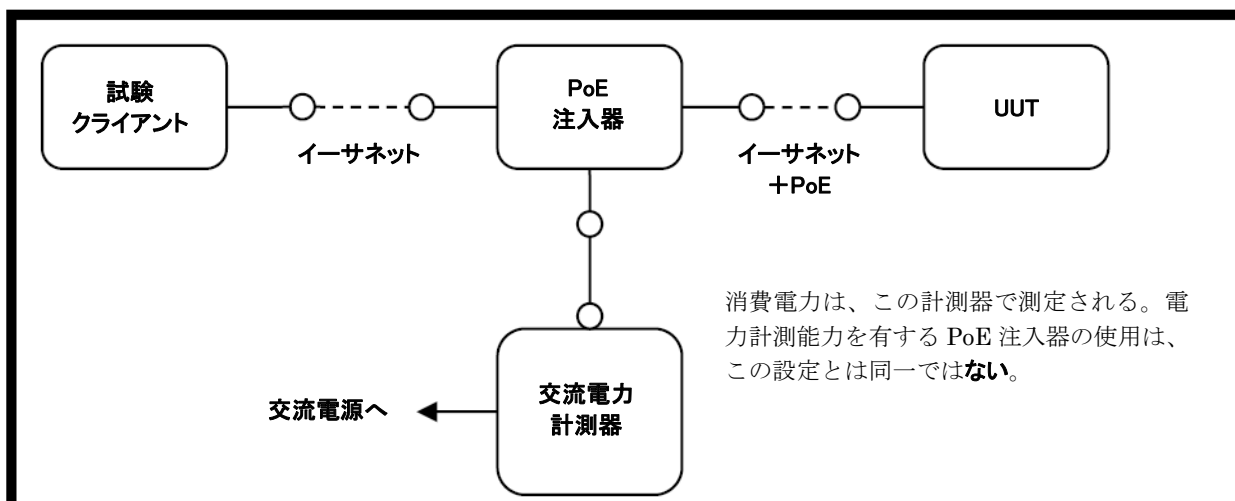 試験
クライアント
イーサネット
PoE
注入器
イーサネット
＋PoE
UUT
消費電力は、この計測器で測定される。電
力計測能力を有する PoE 注入器の使用は、
この設定とは同一ではない。
交流電源へ
交流電力
計測器